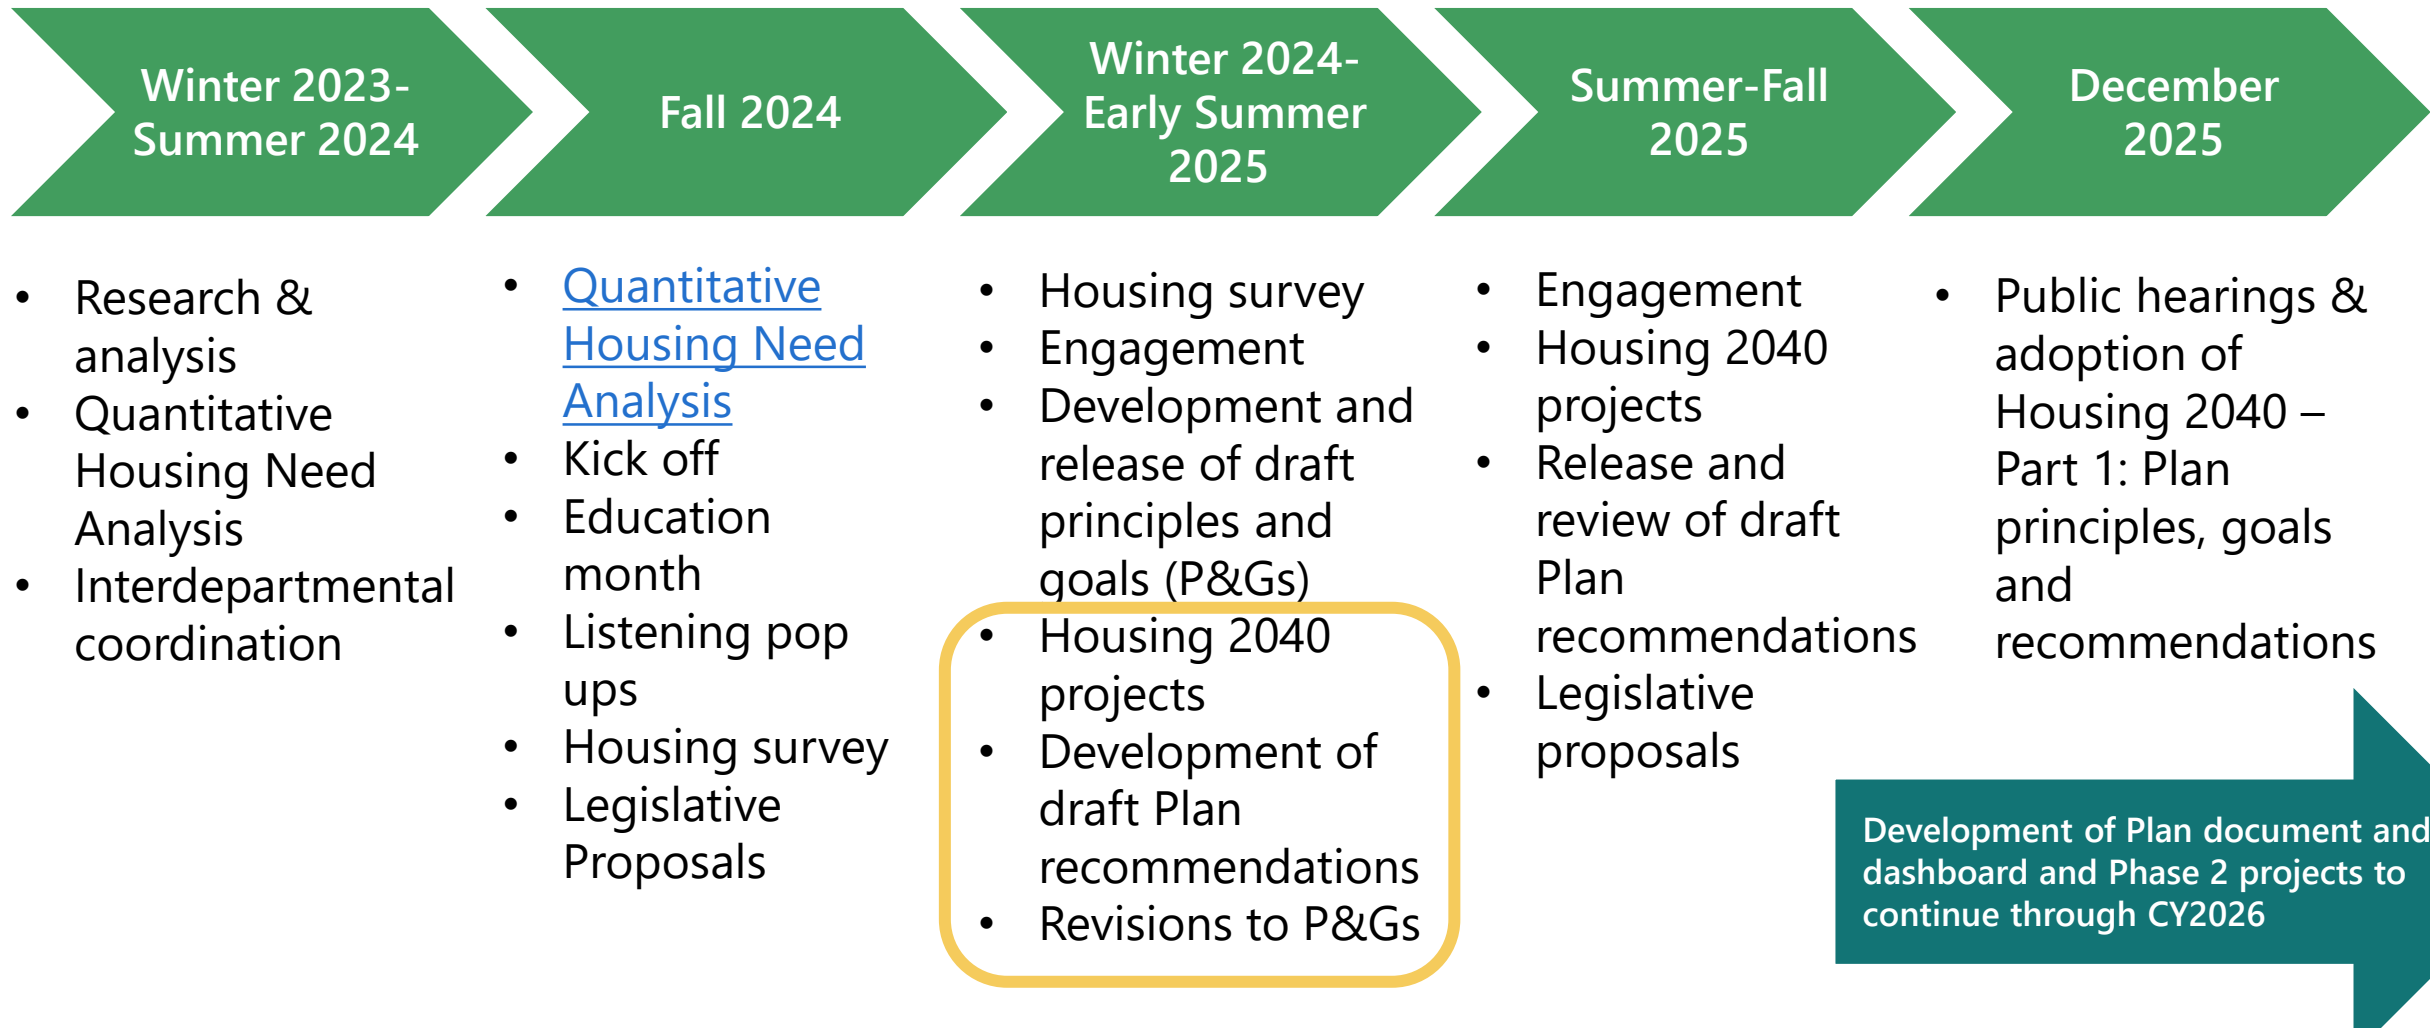 Winter 2023-
Summer 2024
Fall 2024
Winter 2024-
Early Summer
2025
Summer-Fall
2025
December
2025
• Research &
analysis
• Quantitative
Housing Need
Analysis
• Interdepartmental
coordination
• Quantitative
Housing Need
Analysis
• Kick off
• Education
month
• Listening pop
ups
• Housing survey
• Legislative
Proposals
• Housing survey
• Engagement
• Development and
release of draft
principles and
goals (P&Gs)
• Housing 2040
projects
• Development of
draft Plan
recommendations
• Revisions to P&Gs
• Engagement
• Housing 2040
projects
• Release and
review of draft
Plan
recommendations
• Legislative
proposals
• Public hearings &
adoption of
Housing 2040 –
Part 1: Plan
principles, goals
and
recommendations
Development of Plan document and
dashboard and Phase 2 projects to
continue through CY2026